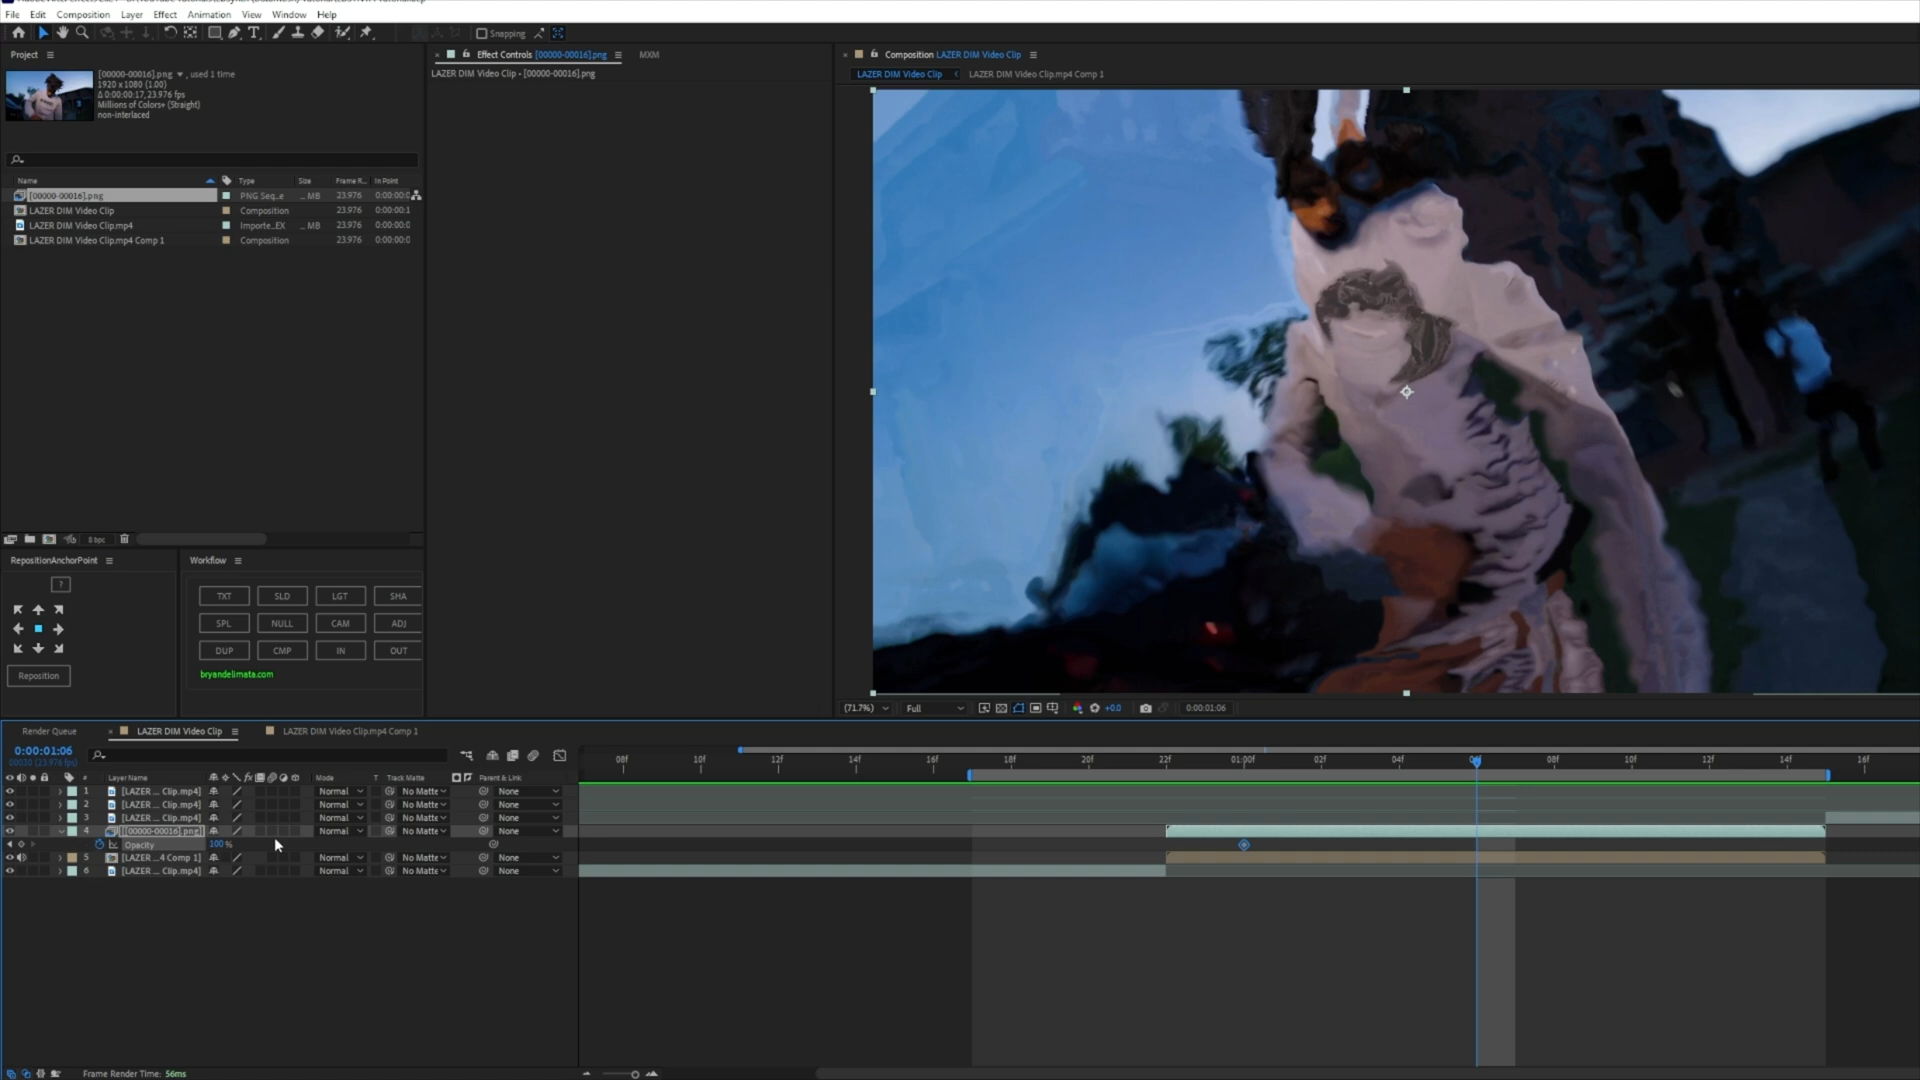 File Edit Composition Layer Effect Animation View Window Help
Snapping
Project
[00000-00016].png , used 1 time
1920 x 1080 (1.00)
Δ 0:00:00:17, 23.976 fps
Millions of Colors+ (Straight)
non-interlaced
Name Type Size Frame R... In Point
[00000-00016].png PNG Seq...e ... MB 23.976 0:00:00:0
LAZER DIM Video Clip Composition 23.976 0:00:00:1
LAZER DIM Video Clip.mp4 Importe...EX ... MB 23.976 0:00:00:0
LAZER DIM Video Clip.mp4 Comp 1 Composition 23.976 0:00:00:0
8 bpc
Effect Controls [00000-00016].png MXM
LAZER DIM Video Clip • [00000-00016].png
Composition LAZER DIM Video Clip
LAZER DIM Video Clip LAZER DIM Video Clip.mp4 Comp 1
(71.7%) Full +0.0 0:00:01:06
RepositionAnchorPoint
?
Reposition
Workflow
TXT SLD LGT SHA
SPL NULL CAM ADJ
DUP CMP IN OUT
bryandelimata.com
Render Queue LAZER DIM Video Clip LAZER DIM Video Clip.mp4 Comp 1
0:00:01:06
00030 (23.976 fps)
08f 10f 12f 14f 16f 18f 20f 22f 01:00f 02f 04f 08f 10f 12f 14f 16f
# Layer Name Mode T Track Matte Parent & Link
1 [LAZER ... Clip.mp4] Normal No Matte None
2 [LAZER ... Clip.mp4] Normal No Matte None
3 [LAZER ... Clip.mp4] Normal No Matte None
4 [[00000-00016].png] Normal No Matte None
Opacity 100 %
5 [LAZER ...4 Comp 1] Normal No Matte None
6 [LAZER ... Clip.mp4] Normal No Matte None
Frame Render Time: 56ms